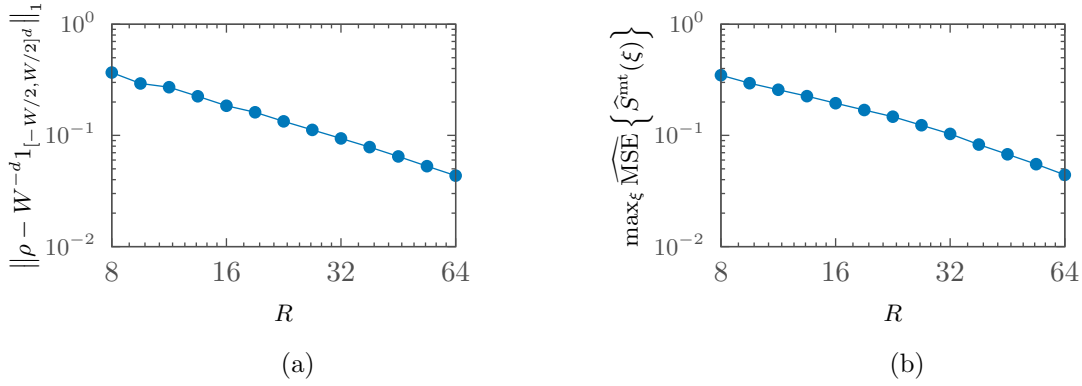 ‖ρ − W^{−d}1_{[−W/2,W/2]^d}‖_1
10^0
10^{−1}
10^{−2}
8 16 32 64
R
(a)
max_ξ \widehat{MSE} {Ŝ^{mt}(ξ)}
10^0
10^{−1}
10^{−2}
8 16 32 64
R
(b)